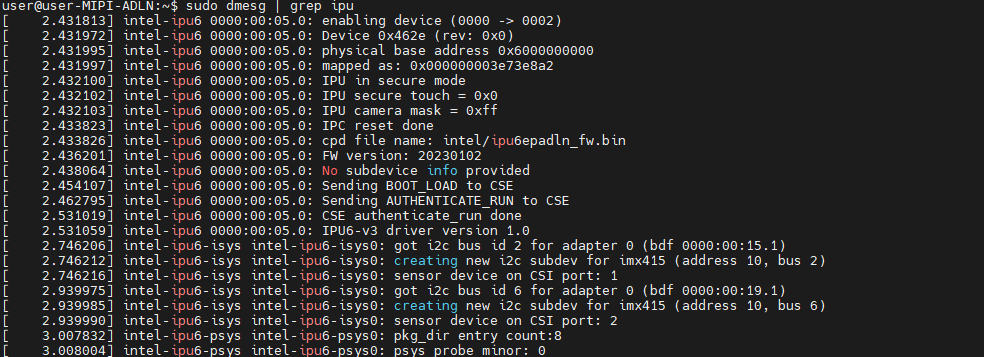 user@user-MIPI-ADLN:~$ sudo dmesg | grep ipu
[    2.431813] intel-ipu6 0000:00:05.0: enabling device (0000 -> 0002)
[    2.431972] intel-ipu6 0000:00:05.0: Device 0x462e (rev: 0x0)
[    2.431995] intel-ipu6 0000:00:05.0: physical base address 0x6000000000
[    2.431997] intel-ipu6 0000:00:05.0: mapped as: 0x000000003e73e8a2
[    2.432100] intel-ipu6 0000:00:05.0: IPU in secure mode
[    2.432102] intel-ipu6 0000:00:05.0: IPU secure touch = 0x0
[    2.432103] intel-ipu6 0000:00:05.0: IPU camera mask = 0xff
[    2.433823] intel-ipu6 0000:00:05.0: IPC reset done
[    2.433826] intel-ipu6 0000:00:05.0: cpd file name: intel/ipu6epadln_fw.bin
[    2.436201] intel-ipu6 0000:00:05.0: FW version: 20230102
[    2.438064] intel-ipu6 0000:00:05.0: No subdevice info provided
[    2.454107] intel-ipu6 0000:00:05.0: Sending BOOT_LOAD to CSE
[    2.462795] intel-ipu6 0000:00:05.0: Sending AUTHENTICATE_RUN to CSE
[    2.531019] intel-ipu6 0000:00:05.0: CSE authenticate_run done
[    2.531059] intel-ipu6 0000:00:05.0: IPU6-v3 driver version 1.0
[    2.746206] intel-ipu6-isys intel-ipu6-isys0: got i2c bus id 2 for adapter 0 (bdf 0000:00:15.1)
[    2.746212] intel-ipu6-isys intel-ipu6-isys0: creating new i2c subdev for imx415 (address 10, bus 2)
[    2.746216] intel-ipu6-isys intel-ipu6-isys0: sensor device on CSI port: 1
[    2.939975] intel-ipu6-isys intel-ipu6-isys0: got i2c bus id 6 for adapter 0 (bdf 0000:00:19.1)
[    2.939985] intel-ipu6-isys intel-ipu6-isys0: creating new i2c subdev for imx415 (address 10, bus 6)
[    2.939990] intel-ipu6-isys intel-ipu6-isys0: sensor device on CSI port: 2
[    3.007832] intel-ipu6-psys intel-ipu6-psys0: pkg_dir entry count:8
[    3.008004] intel-ipu6-psys intel-ipu6-psys0: psys probe minor: 0